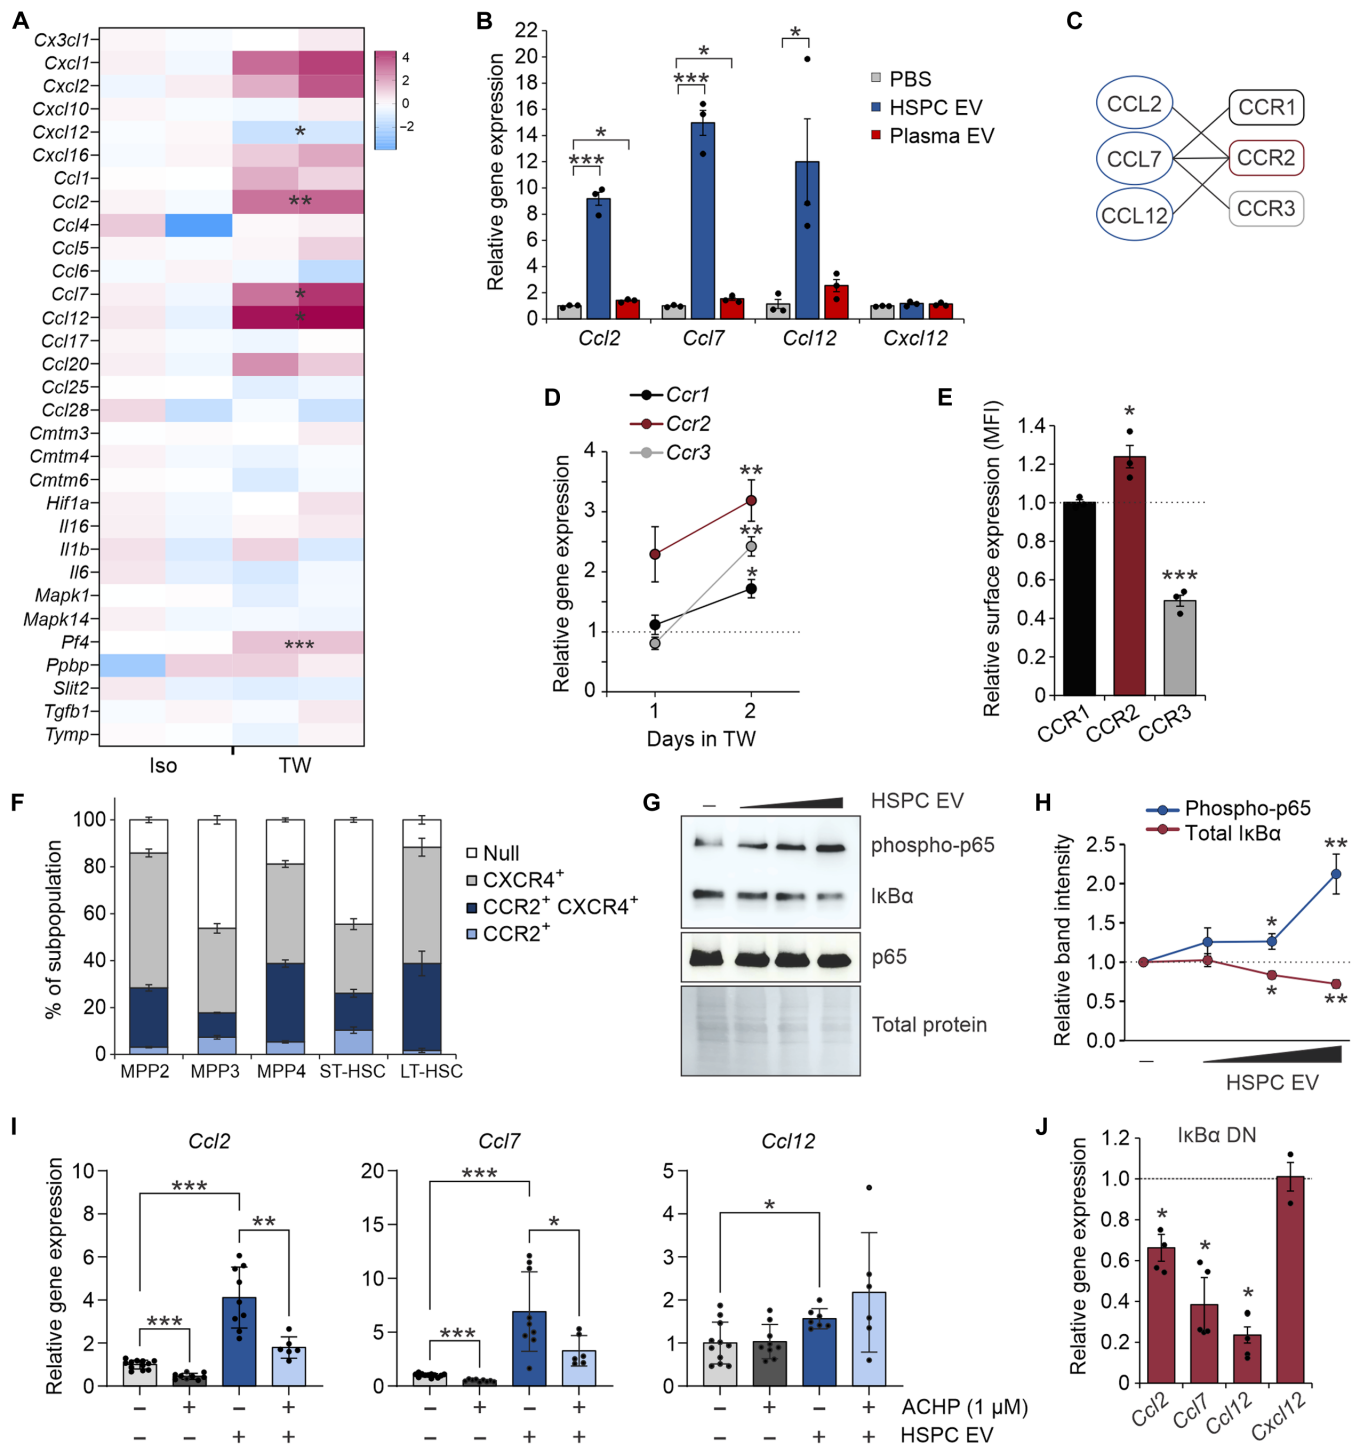 A
Cx3cl1
Cxcl1
Cxcl2
Cxcl10
Cxcl12
Cxcl16
Ccl1
Ccl2
Ccl4
Ccl5
Ccl6
Ccl7
Ccl12
Ccl17
Ccl20
Ccl25
Ccl28
Cmtm3
Cmtm4
Cmtm6
Hif1a
Il16
Il1b
Il6
Mapk1
Mapk14
Pf4
Ppbp
Slit2
Tgfb1
Tymp
*
**
*
*
***
Iso TW
4
2
0
−2
B
Relative gene expression
22
20
18
16
14
12
10
8
6
4
2
0
***
*
***
*
*
PBS
HSPC EV
Plasma EV
Ccl2 Ccl7 Ccl12 Cxcl12
C
CCL2 CCR1
CCL7 CCR2
CCL12 CCR3
D
Ccr1
Ccr2
Ccr3
Relative gene expression
4
3
2
1
0
**
**
*
1 2
Days in TW
E
Relative surface expression (MFI)
1.4
1.2
1.0
0.8
0.6
0.4
0.2
0
*
***
CCR1 CCR2 CCR3
F
% of subpopulation
100
80
60
40
20
0
MPP2 MPP3 MPP4 ST-HSC LT-HSC
Null
CXCR4+
CCR2+ CXCR4+
CCR2+
G
− HSPC EV
phospho-p65
IκBα
p65
Total protein
H
Phospho-p65
Total IκBα
Relative band intensity
2.5
2.0
1.5
1.0
0.5
0.0
*
**
*
**
−
HSPC EV
I
Relative gene expression
Ccl2
10
8
6
4
2
0
***
***
**
− + − +
− − + +
Ccl7
20
15
10
5
0
***
***
*
− + − +
− − + +
Ccl12
5
4
3
2
1
0
*
− + − + ACHP (1 µM)
− − + + HSPC EV
J
IκBα DN
Relative gene expression
1.2
1.0
0.8
0.6
0.4
0.2
0
*
*
*
Ccl2 Ccl7 Ccl12 Cxcl12